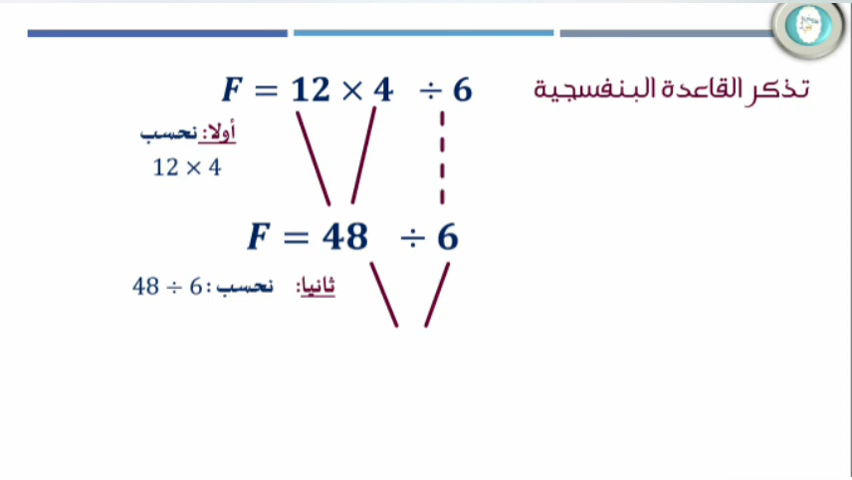 تذكر القاعدة البنفسجية
F = 12 × 4 ÷ 6
أولا: نحسب
12 × 4
F = 48 ÷ 6
ثانيا: نحسب: 48 ÷ 6